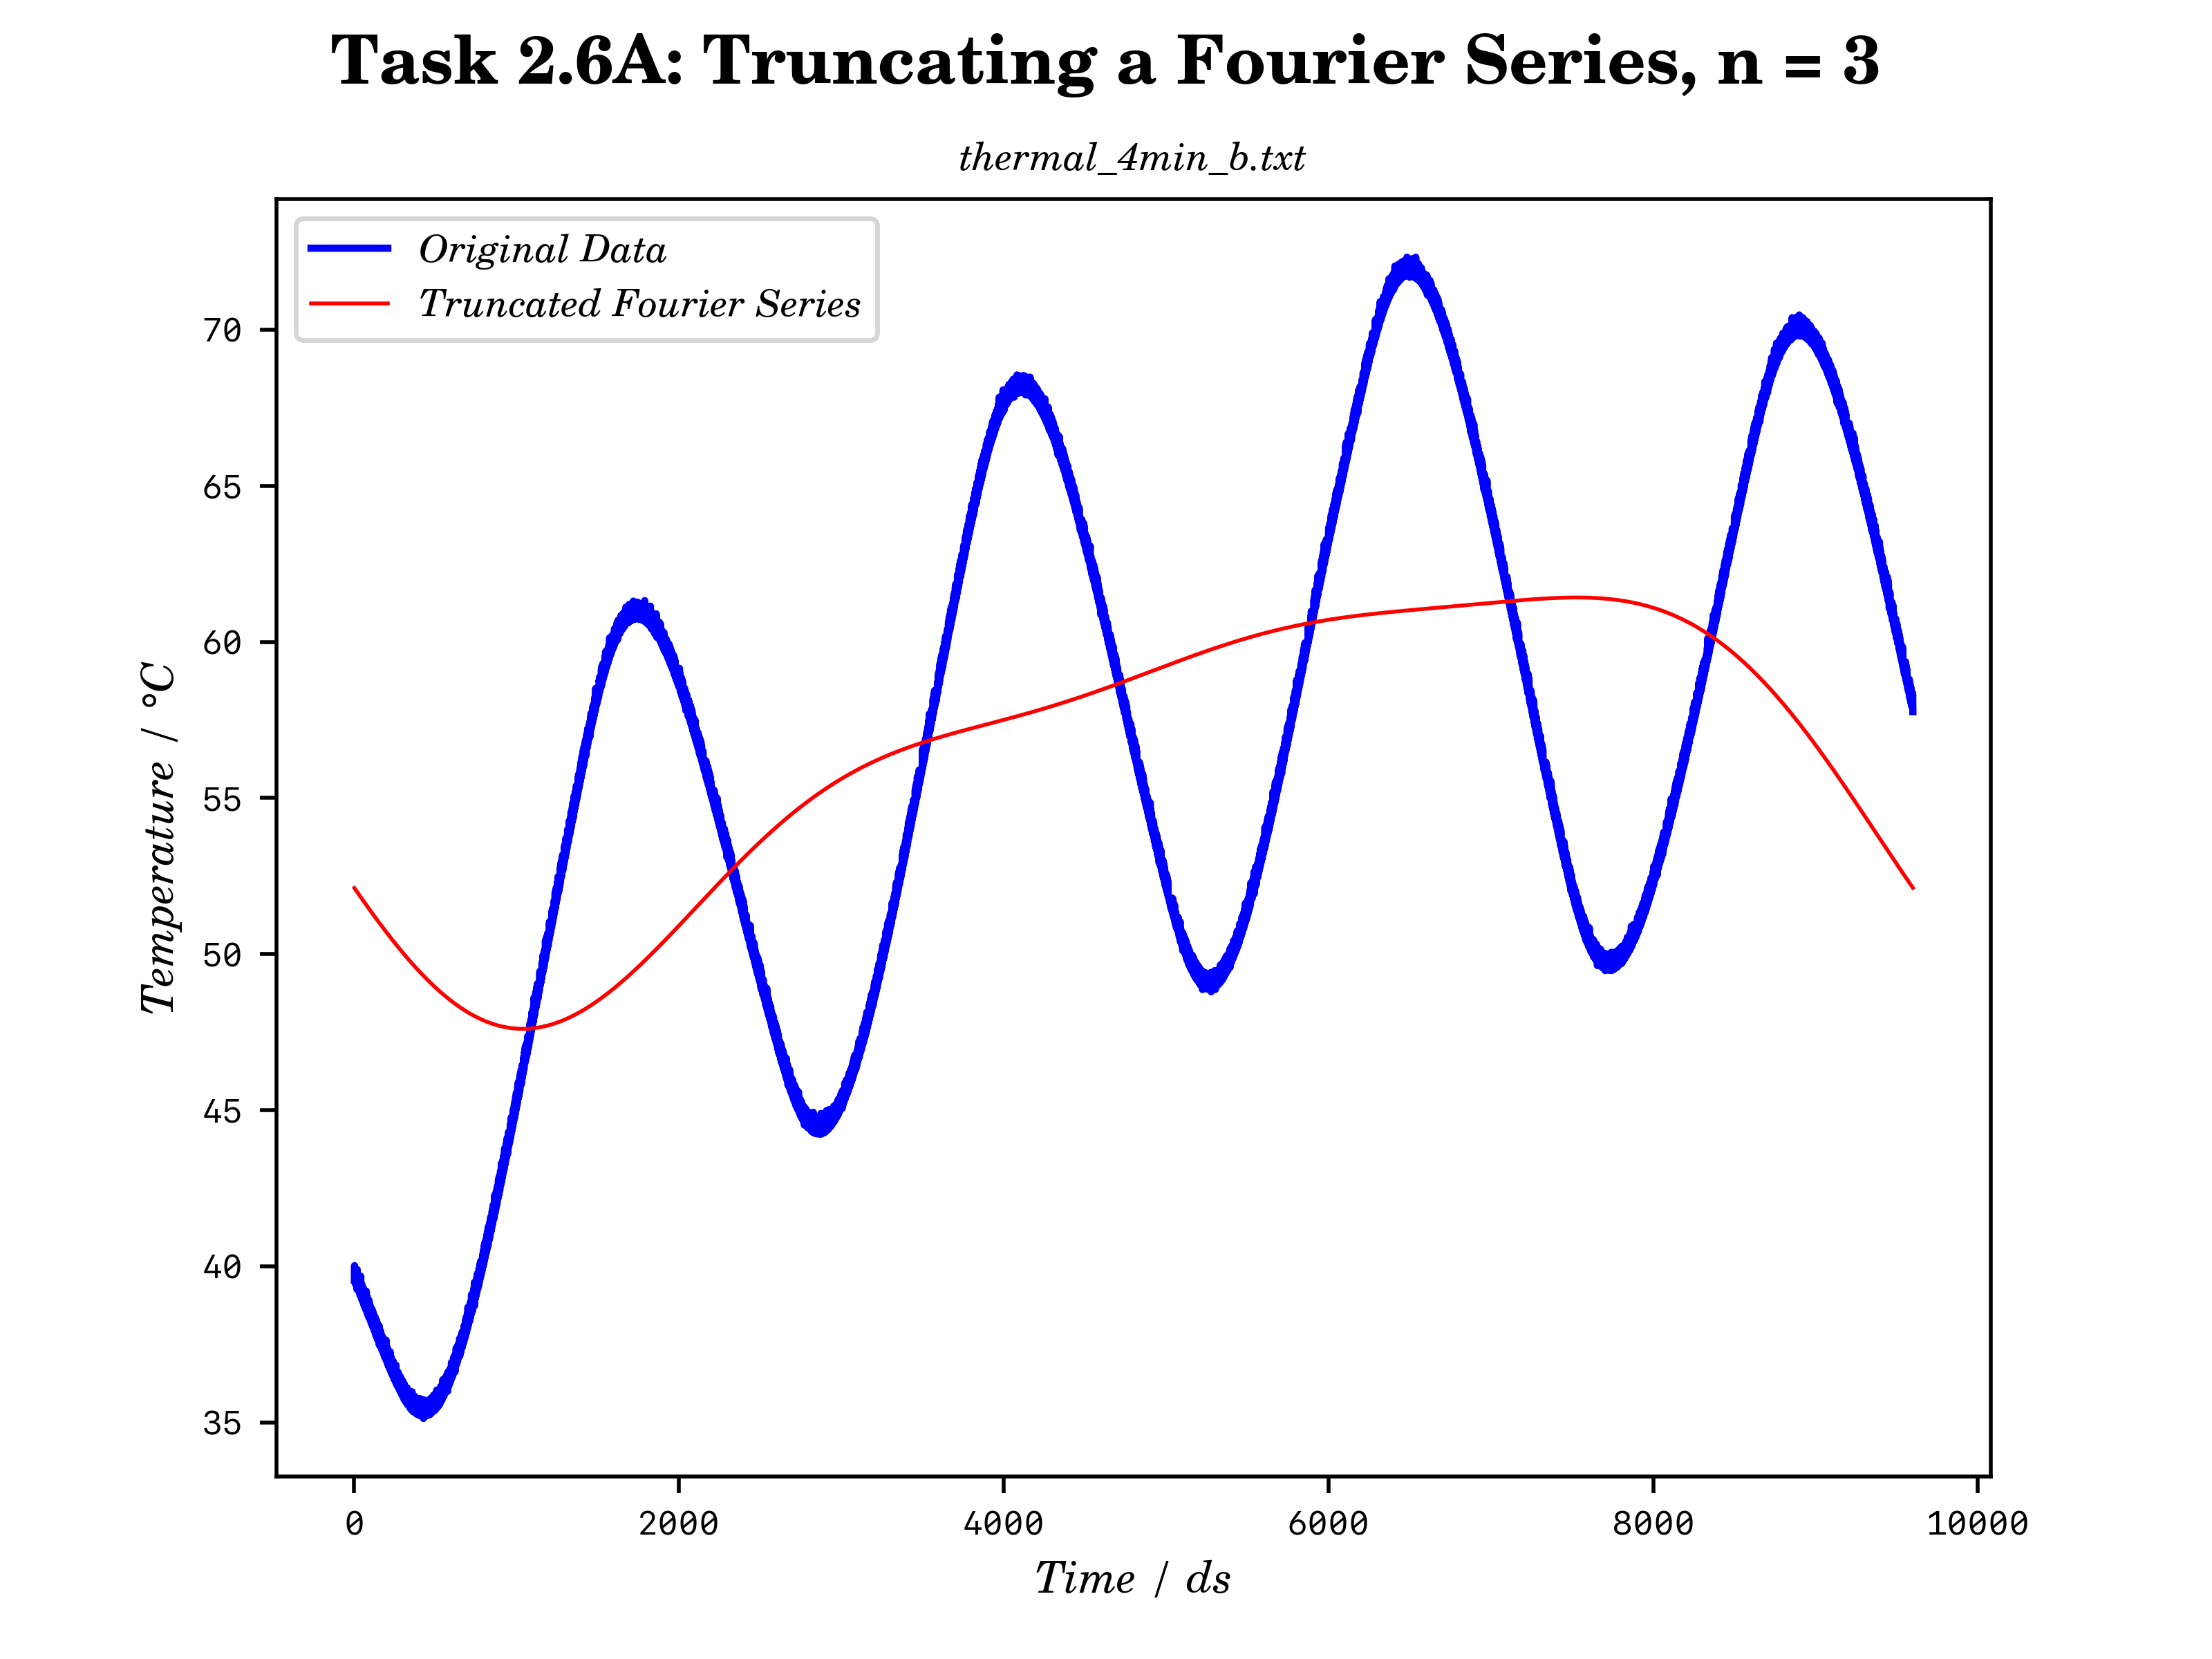 Task 2.6A: Truncating a Fourier Series, n = 3
thermal_4min_b.txt
Original Data
Truncated Fourier Series
Temperature / °C
70
65
60
55
50
45
40
35
0 2000 4000 6000 8000 10000
Time / ds